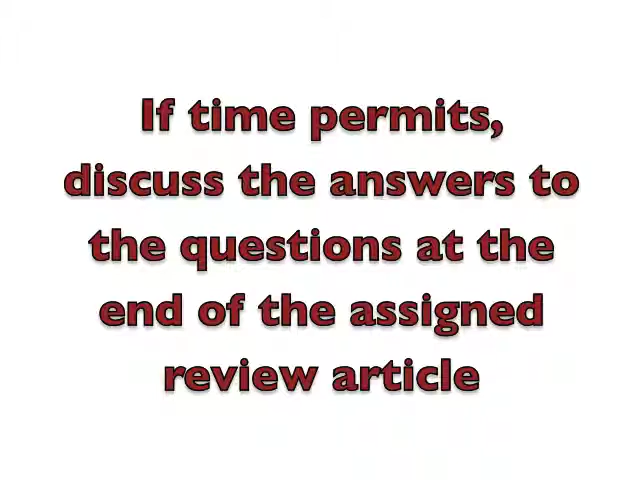 If time permits,
discuss the answers to
the questions at the
end of the assigned
review article